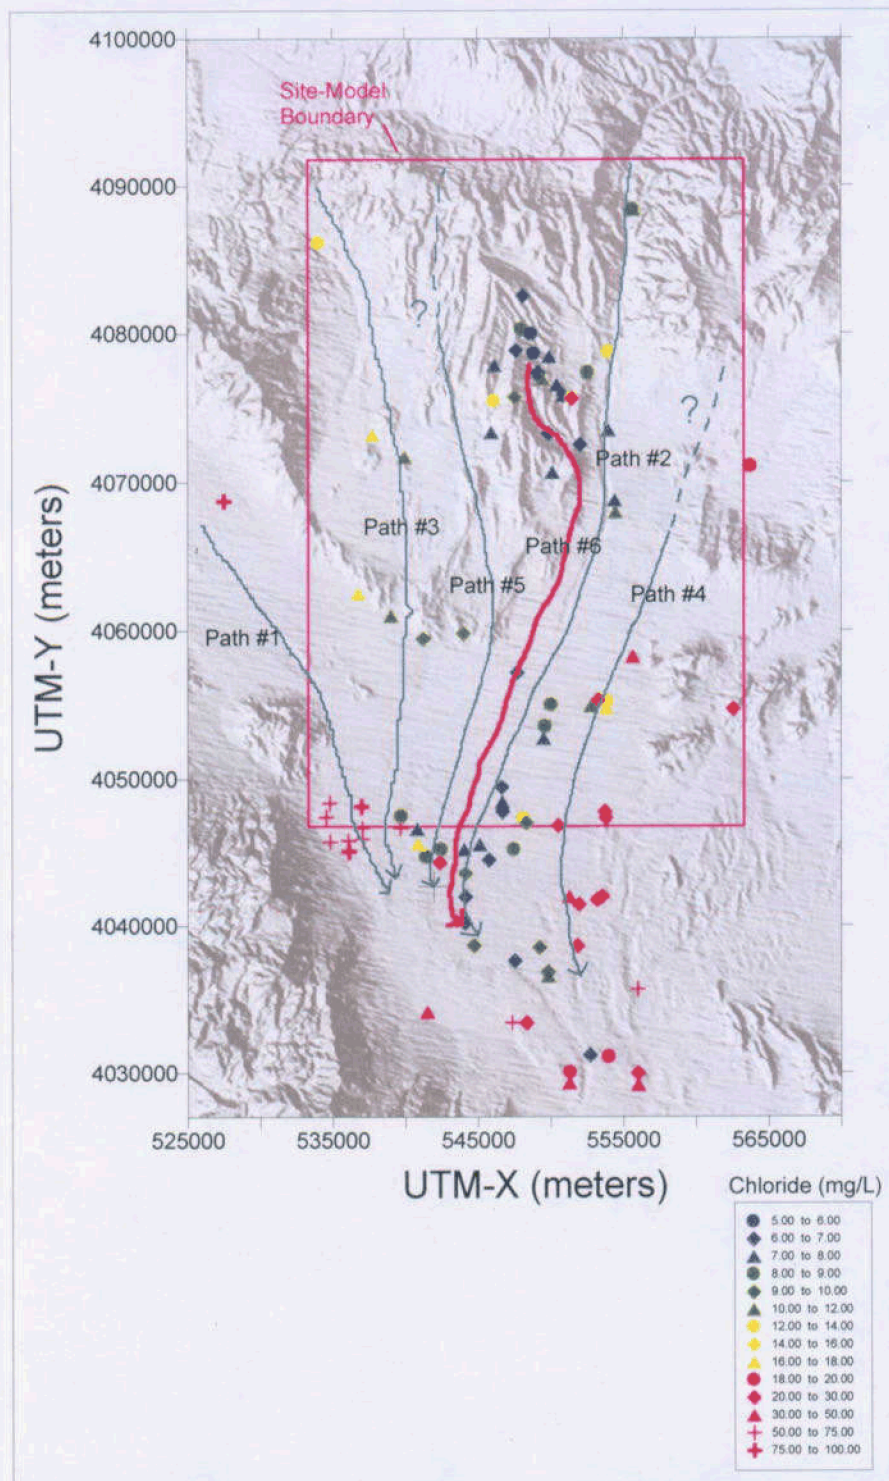 4100000
Site-Model
Boundary
4090000
?
4080000
?
Path #2
4070000
Path #3
Path #6
Path #5
Path #4
4060000
Path #1
UTM-Y (meters)
4050000
4040000
4030000
525000 535000 545000 555000 565000
UTM-X (meters)
Chloride (mg/L)
5.00 to 6.00
6.00 to 7.00
7.00 to 8.00
8.00 to 9.00
9.00 to 10.00
10.00 to 12.00
12.00 to 14.00
14.00 to 16.00
16.00 to 18.00
18.00 to 20.00
20.00 to 30.00
30.00 to 50.00
50.00 to 75.00
75.00 to 100.00